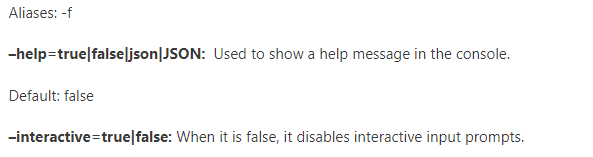 Aliases: -f
–help=true|false|json|JSON: Used to show a help message in the console.
Default: false
–interactive=true|false: When it is false, it disables interactive input prompts.